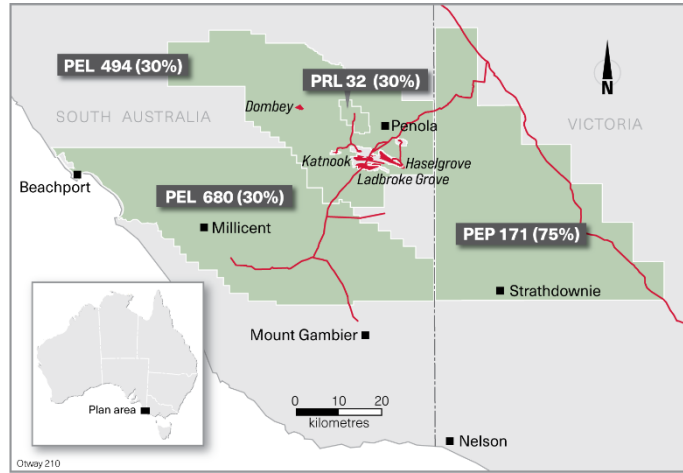 PEL 494 (30%)
PRL 32 (30%)
N
Dombey
SOUTH AUSTRALIA
VICTORIA
Penola
Katnook
Haselgrove
Ladbroke Grove
Beachport
PEL 680 (30%)
Millicent
PEP 171 (75%)
Strathdownie
Mount Gambier
Plan area
0 10 20
kilometres
Nelson
Otway 210